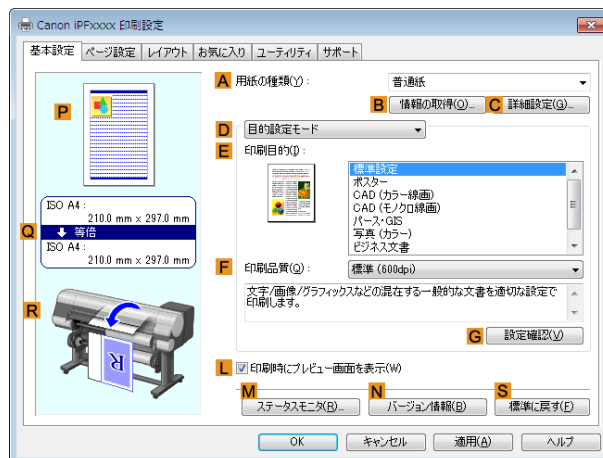 Canon iPFxxxx 印刷設定
基本設定 ページ設定 レイアウト お気に入り ユーティリティ サポート
A 用紙の種類(Y): 普通紙
P
B 情報の取得(O)... C 詳細設定(G)...
D 目的設定モード
E 印刷目的(I):
標準設定
ポスター
CAD (カラー線画)
CAD (モノクロ線画)
パース・GIS
写真 (カラー)
ビジネス文書
ISO A4 :
210.0 mm x 297.0 mm
Q 等倍
ISO A4 :
210.0 mm x 297.0 mm
F 印刷品質(Q): 標準 (600dpi)
文字/画像/グラフィックスなどの混在する一般的な文書を適切な設定で
印刷します。
R
R
G 設定確認(V)
L 印刷時にプレビュー画面を表示(W)
M N S
ステータスモニタ(R)... バージョン情報(B) 標準に戻す(F)
OK キャンセル 適用(A) ヘルプ